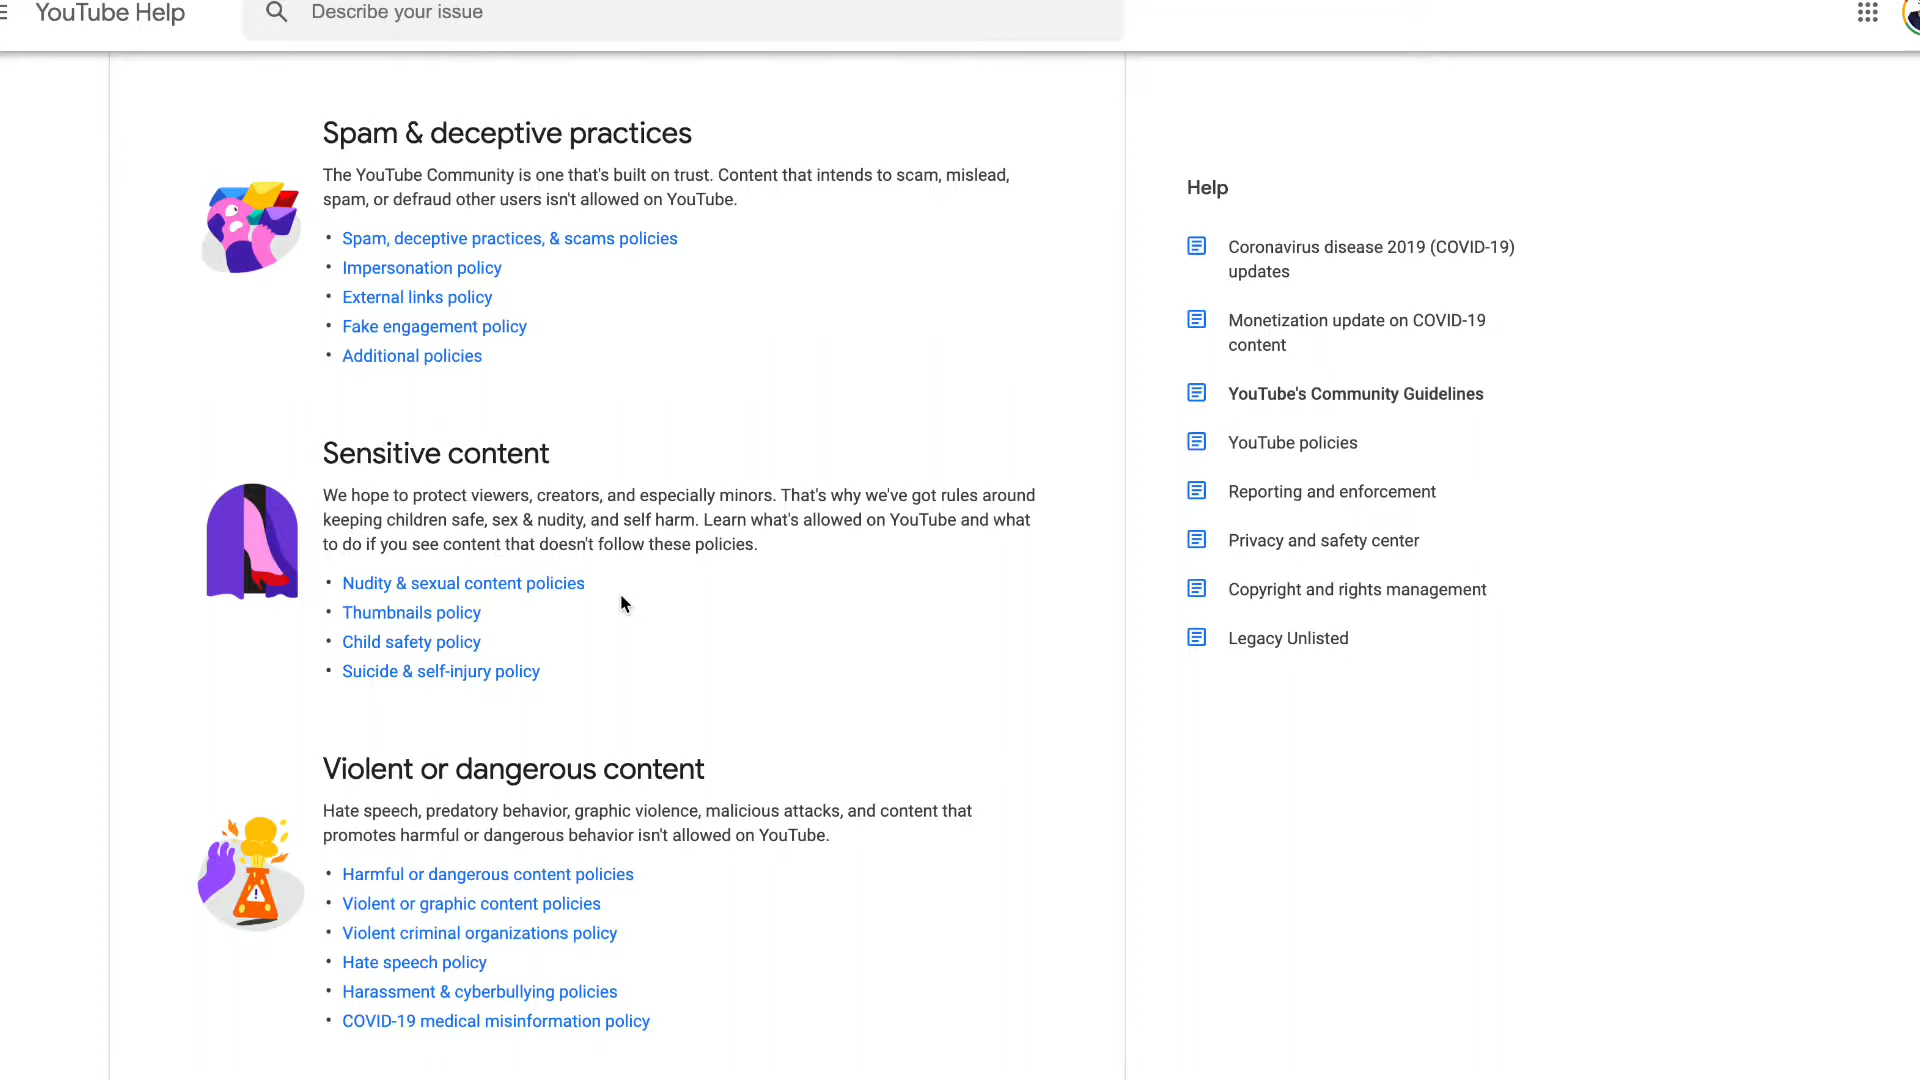 YouTube Help
Describe your issue
Spam & deceptive practices
The YouTube Community is one that's built on trust. Content that intends to scam, mislead,
spam, or defraud other users isn't allowed on YouTube.
• Spam, deceptive practices, & scams policies
• Impersonation policy
• External links policy
• Fake engagement policy
• Additional policies
Sensitive content
We hope to protect viewers, creators, and especially minors. That's why we've got rules around
keeping children safe, sex & nudity, and self harm. Learn what's allowed on YouTube and what
to do if you see content that doesn't follow these policies.
• Nudity & sexual content policies
• Thumbnails policy
• Child safety policy
• Suicide & self-injury policy
Violent or dangerous content
Hate speech, predatory behavior, graphic violence, malicious attacks, and content that
promotes harmful or dangerous behavior isn't allowed on YouTube.
• Harmful or dangerous content policies
• Violent or graphic content policies
• Violent criminal organizations policy
• Hate speech policy
• Harassment & cyberbullying policies
• COVID-19 medical misinformation policy
Help
Coronavirus disease 2019 (COVID-19)
updates
Monetization update on COVID-19
content
YouTube's Community Guidelines
YouTube policies
Reporting and enforcement
Privacy and safety center
Copyright and rights management
Legacy Unlisted